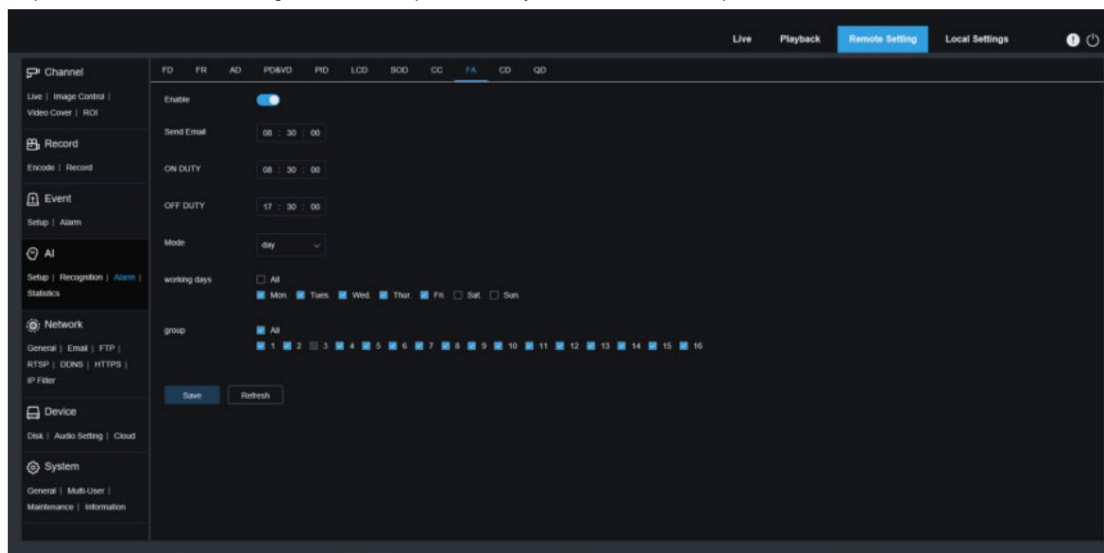 Live Playback Remote Setting Local Settings
Channel
Live | Image Control |
Video Cover | ROI
Record
Encode | Record
Event
Setup | Alarm
AI
Setup | Recognition | Alarm |
Statistics
Network
General | Email | FTP |
RTSP | DDNS | HTTPS |
IP Filter
Device
Disk | Audio Setting | Cloud
System
General | Multi-User |
Maintenance | Information
FD FR AD PD&VD PID LCD SOD CC FA CD QD
Enable
Send Email 08 : 30 : 00
ON DUTY 08 : 30 : 00
OFF DUTY 17 : 30 : 00
Mode day
working days All
Mon. Tues. Wed. Thur. Fri. Sat. Sun.
group All
1 2 3 4 5 6 7 8 9 10 11 12 13 14 15 16
Save Refresh